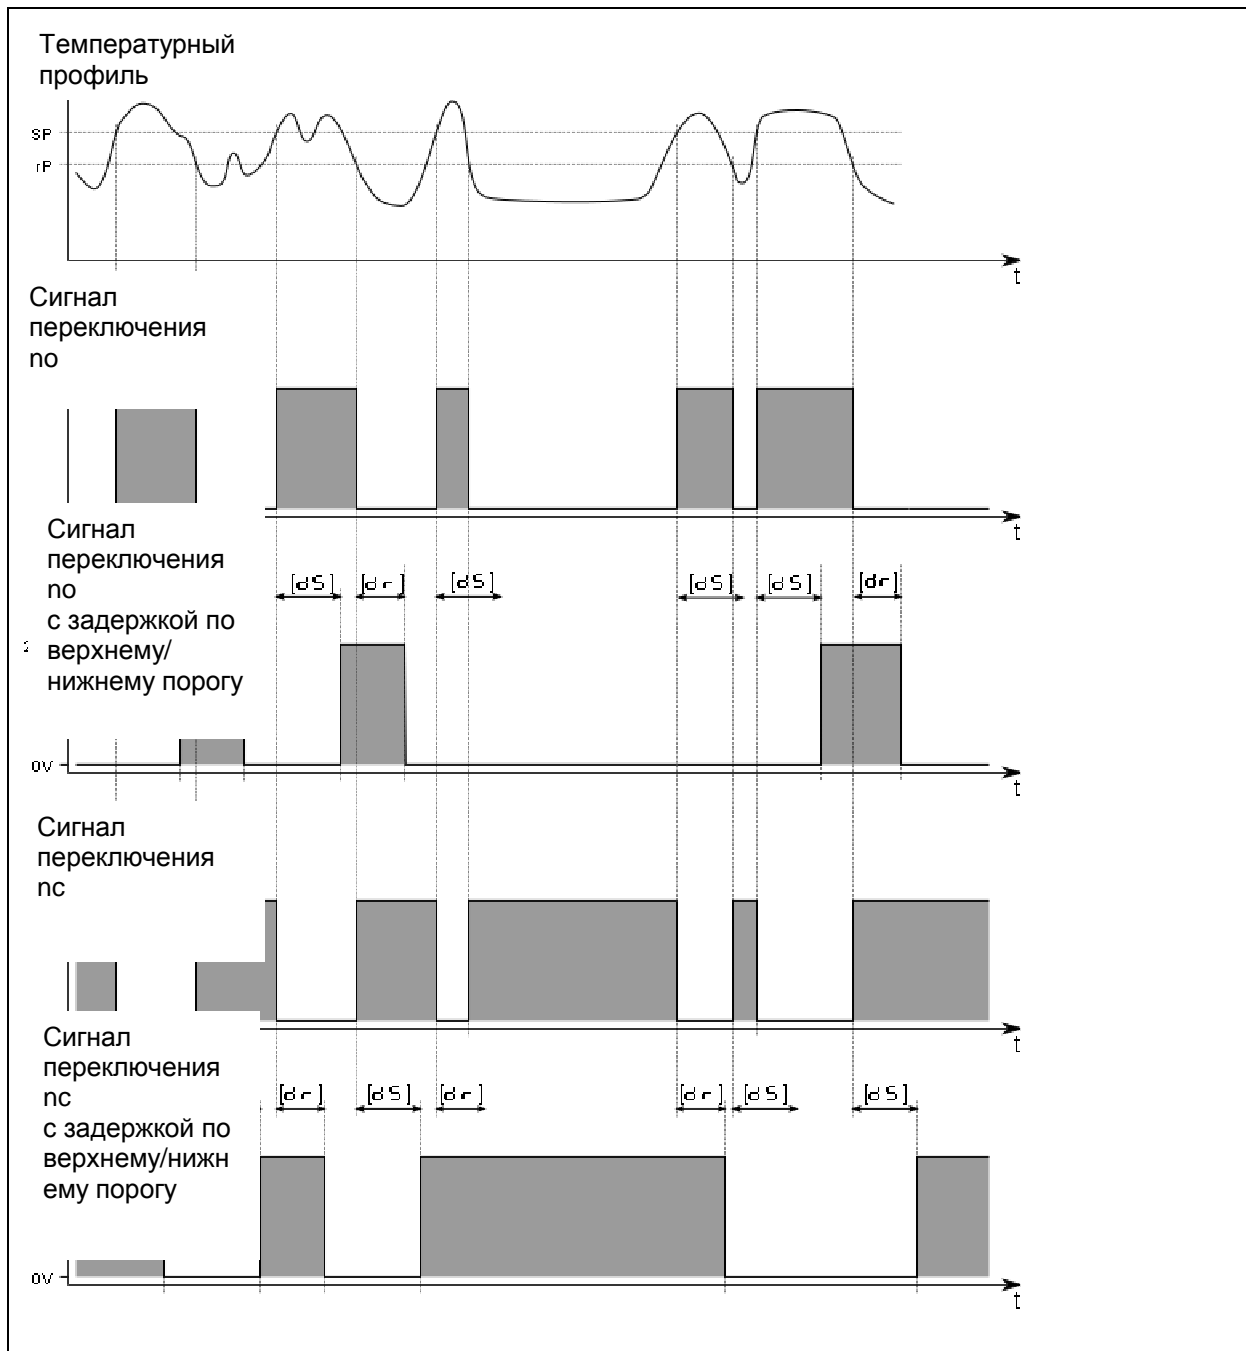 Температурный
профиль
SP
rP
t
Сигнал
переключения
no
t
Сигнал
переключения
no
с задержкой по
верхнему/
нижнему порогу
[dS] [dr] [dS] [dS] [dS] [dr]
0V
t
Сигнал
переключения
nc
t
Сигнал
переключения
nc
с задержкой по
верхнему/нижн
ему порогу
[dr] [dS] [dr] [dr] [dS] [dS]
0V
t